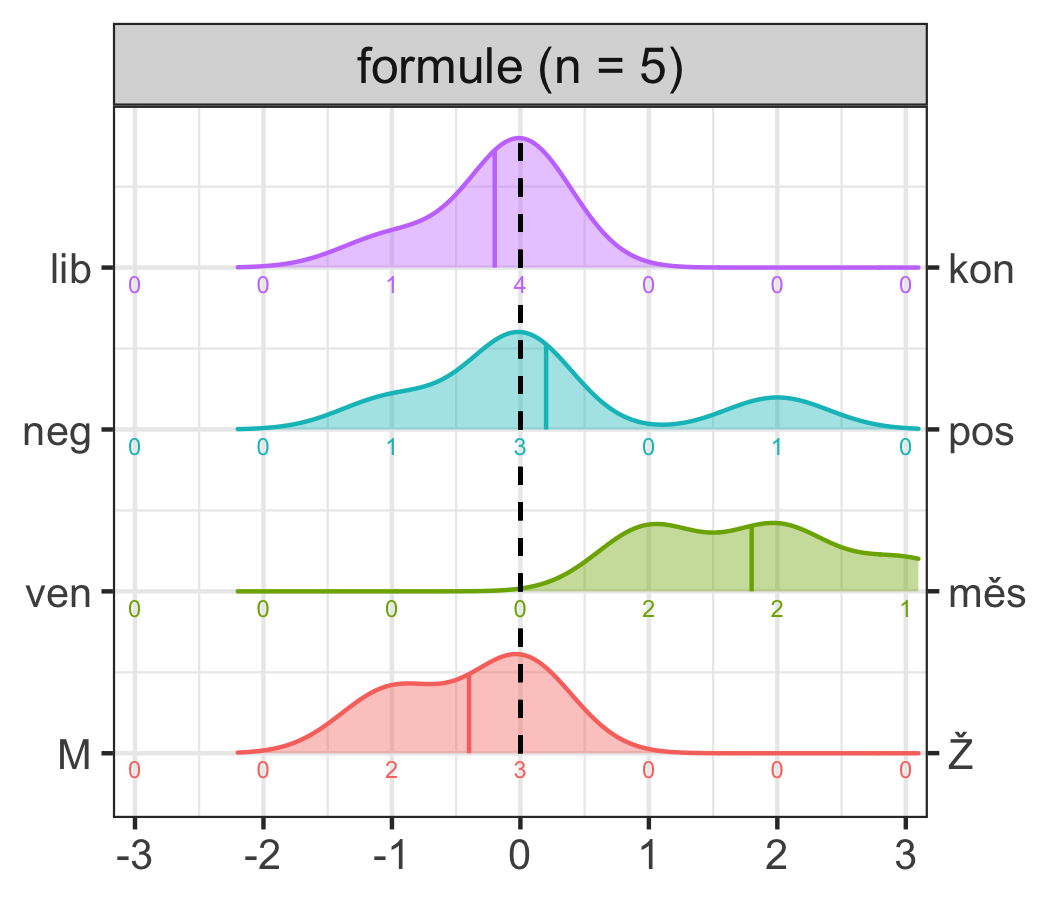 formule (n = 5)
lib kon
0 0 1 4 0 0 0
neg pos
0 0 1 3 0 1 0
ven měs
0 0 0 0 2 2 1
M Ž
0 0 2 3 0 0 0
-3 -2 -1 0 1 2 3